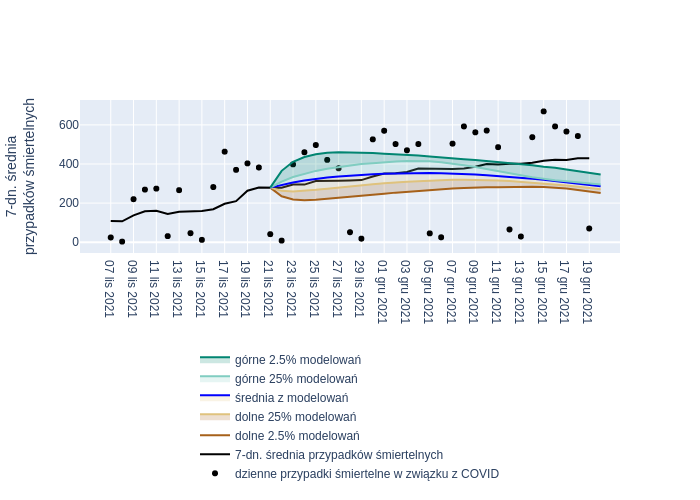 7-dn. średnia
przypadków śmiertelnych
600
400
200
0
07 lis 2021
09 lis 2021
11 lis 2021
13 lis 2021
15 lis 2021
17 lis 2021
19 lis 2021
21 lis 2021
23 lis 2021
25 lis 2021
27 lis 2021
29 lis 2021
01 gru 2021
03 gru 2021
05 gru 2021
07 gru 2021
09 gru 2021
11 gru 2021
13 gru 2021
15 gru 2021
17 gru 2021
19 gru 2021
górne 2.5% modelowań
górne 25% modelowań
średnia z modelowań
dolne 25% modelowań
dolne 2.5% modelowań
7-dn. średnia przypadków śmiertelnych
dzienne przypadki śmiertelne w związku z COVID